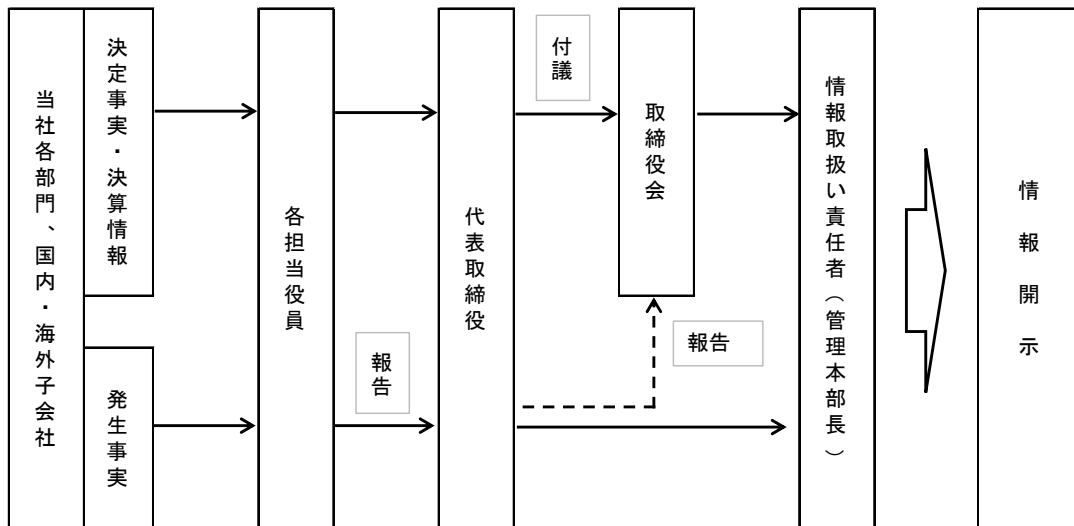 当社各部門、国内・海外子会社
決定事実・決算情報
発生事実
各担当役員
報告
代表取締役
付議
取締役会
報告
情報取扱い責任者（管理本部長）
情報開示